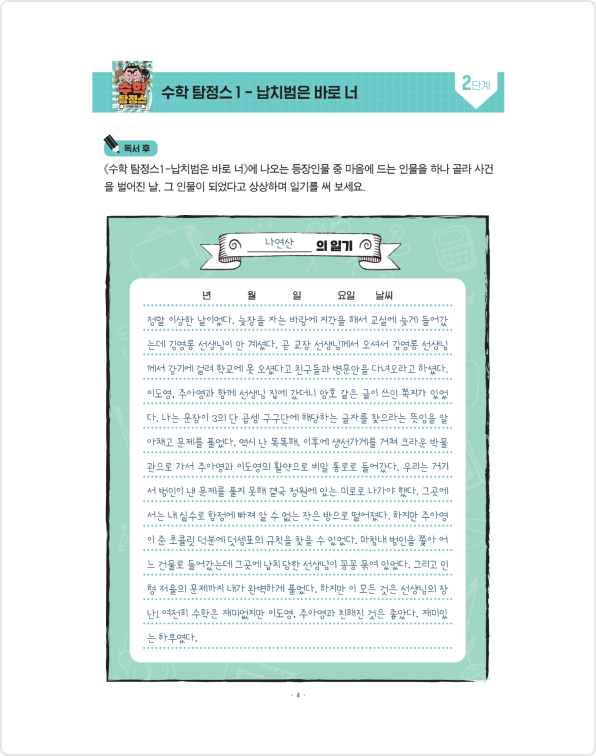 수학
탐정스
수학 탐정스 1 - 납치범은 바로 너
2단계
독서 후
《수학 탐정스1-납치범은 바로 너》에 나오는 등장인물 중 마음에 드는 인물을 하나 골라 사건
을 벌어진 날, 그 인물이 되었다고 상상하며 일기를 써 보세요.
나연산 의 일기
년 월 일 요일 날씨
정말 이상한 날이었다. 늦잠을 자는 바람에 지각을 해서 교실에 늦게 들어갔
는데 김영롱 선생님이 안 계셨다. 곧 교장 선생님께서 오셔서 김영롱 선생님
께서 감기에 걸려 학교에 못 오셨다고 친구들과 병문안을 다녀오라고 하셨다.
이도영, 주아영과 함께 선생님 집에 갔더니 암호 같은 글이 쓰인 쪽지가 있었
다. 나는 문장이 3의 단 곱셈 구구단에 해당하는 글자를 찾으라는 뜻임을 알
아채고 문제를 풀었다. 역시 난 똑똑해. 이후에 생선가게를 거쳐 크라운 박물
관으로 가서 주아영과 이도영의 활약으로 비밀 통로로 들어갔다. 우리는 거기
서 범인이 낸 문제를 풀지 못해 결국 정원에 있는 미로로 나가야 했다. 그곳에
서는 내 실수로 함정에 빠져 알 수 없는 작은 방으로 떨어졌다. 하지만 주아영
이 준 초콜릿 덕분에 덧셈표의 규칙을 찾을 수 있었다. 마침내 범인을 쫓아 어
느 건물로 들어갔는데 그곳에 납치 당한 선생님이 꽁꽁 묶여 있었다. 그리고 인
형 저울의 문제까지 내가 완벽하게 풀었다. 하지만 이 모든 것은 선생님의 장
난! 여전히 수학은 재미없지만 이도영, 주아영과 친해진 것은 좋았다. 재미있
는 하루였다.
· 4 ·